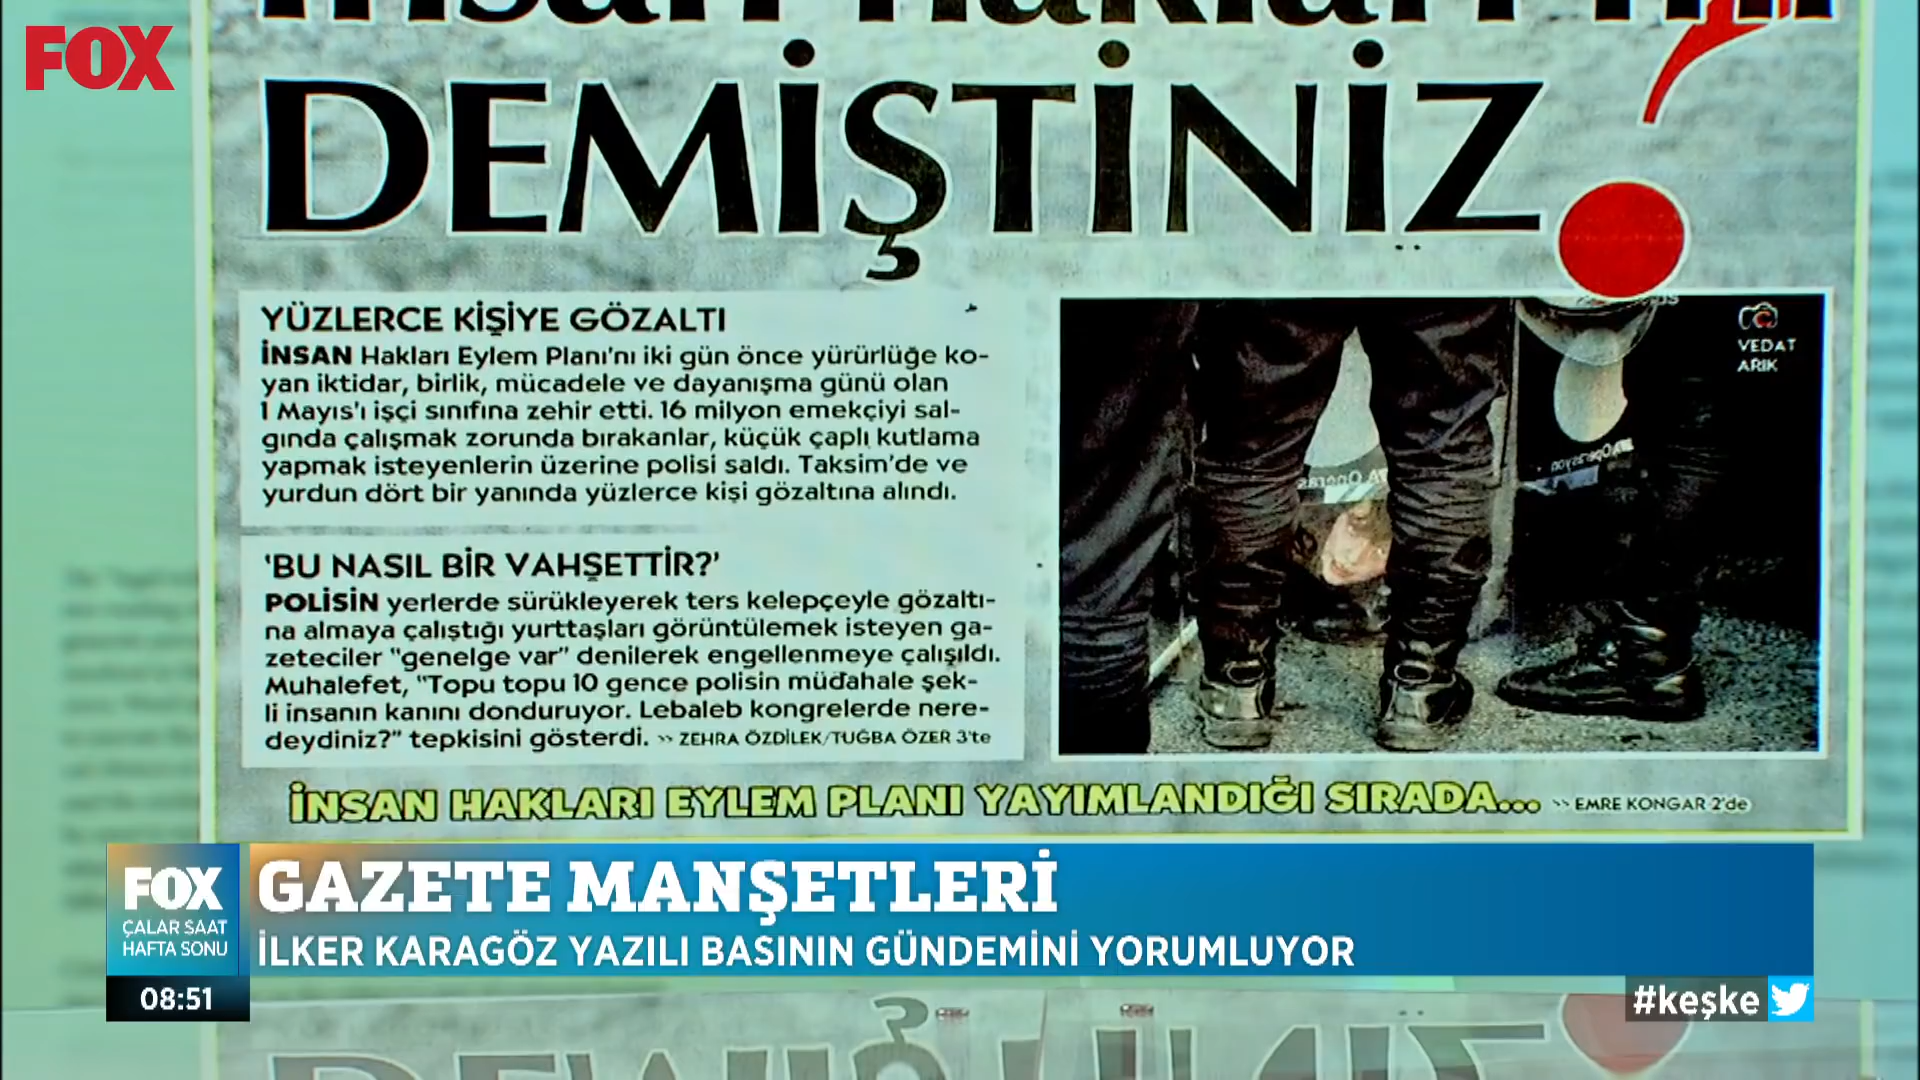 FOX
İnsan Hakları'nı
DEMİŞTİNİZ?
YÜZLERCE KİŞİYE GÖZALTI
İNSAN Hakları Eylem Planı'nı iki gün önce yürürlüğe ko-
yan iktidar, birlik, mücadele ve dayanışma günü olan
1 Mayıs'ı işçi sınıfına zehir etti. 16 milyon emekçiyi sal-
gında çalışmak zorunda bırakanlar, küçük çaplı kutlama
yapmak isteyenlerin üzerine polisi saldı. Taksim'de ve
yurdun dört bir yanında yüzlerce kişi gözaltına alındı.
'BU NASIL BİR VAHŞETTİR?'
POLİSİN yerlerde sürükleyerek ters kelepçeyle gözaltı-
na almaya çalıştığı yurttaşları görüntülemek isteyen ga-
zeteciler "genelge var" denilerek engellenmeye çalışıldı.
Muhalefet, "Topu topu 10 gence polisin müdahale şek-
li insanın kanını donduruyor. Lebaleb kongrelerde nere-
deydiniz?" tepkisini gösterdi. >> ZEHRA ÖZDİLEK/TUĞBA ÖZER 3'te
VEDAT
ARIK
İNSAN HAKLARI EYLEM PLANI YAYIMLANDIĞI SIRADA... >> EMRE KONGAR 2'de
FOX
ÇALAR SAAT
HAFTA SONU
GAZETE MANŞETLERİ
İLKER KARAGÖZ YAZILI BASININ GÜNDEMİNİ YORUMLUYOR
08:51
#keşke